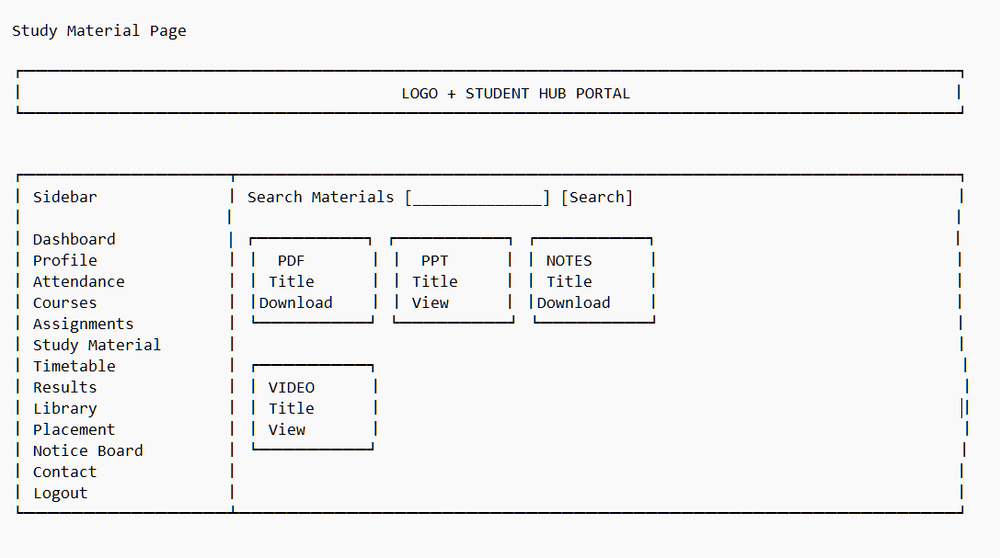 Study Material Page
LOGO + STUDENT HUB PORTAL
Sidebar
Dashboard
Profile
Attendance
Courses
Assignments
Study Material
Timetable
Results
Library
Placement
Notice Board
Contact
Logout
Search Materials [______________] [Search]
PDF
Title
Download
PPT
Title
View
NOTES
Title
Download
VIDEO
Title
View